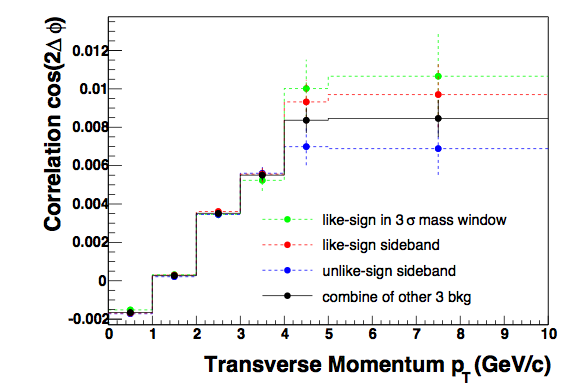 Correlation cos(2Δ φ)
0.012
0.01
0.008
0.006
0.004
0.002
0
-0.002
like-sign in 3 σ mass window
like-sign sideband
unlike-sign sideband
combine of other 3 bkg
0 1 2 3 4 5 6 7 8 9 10
Transverse Momentum p_T (GeV/c)